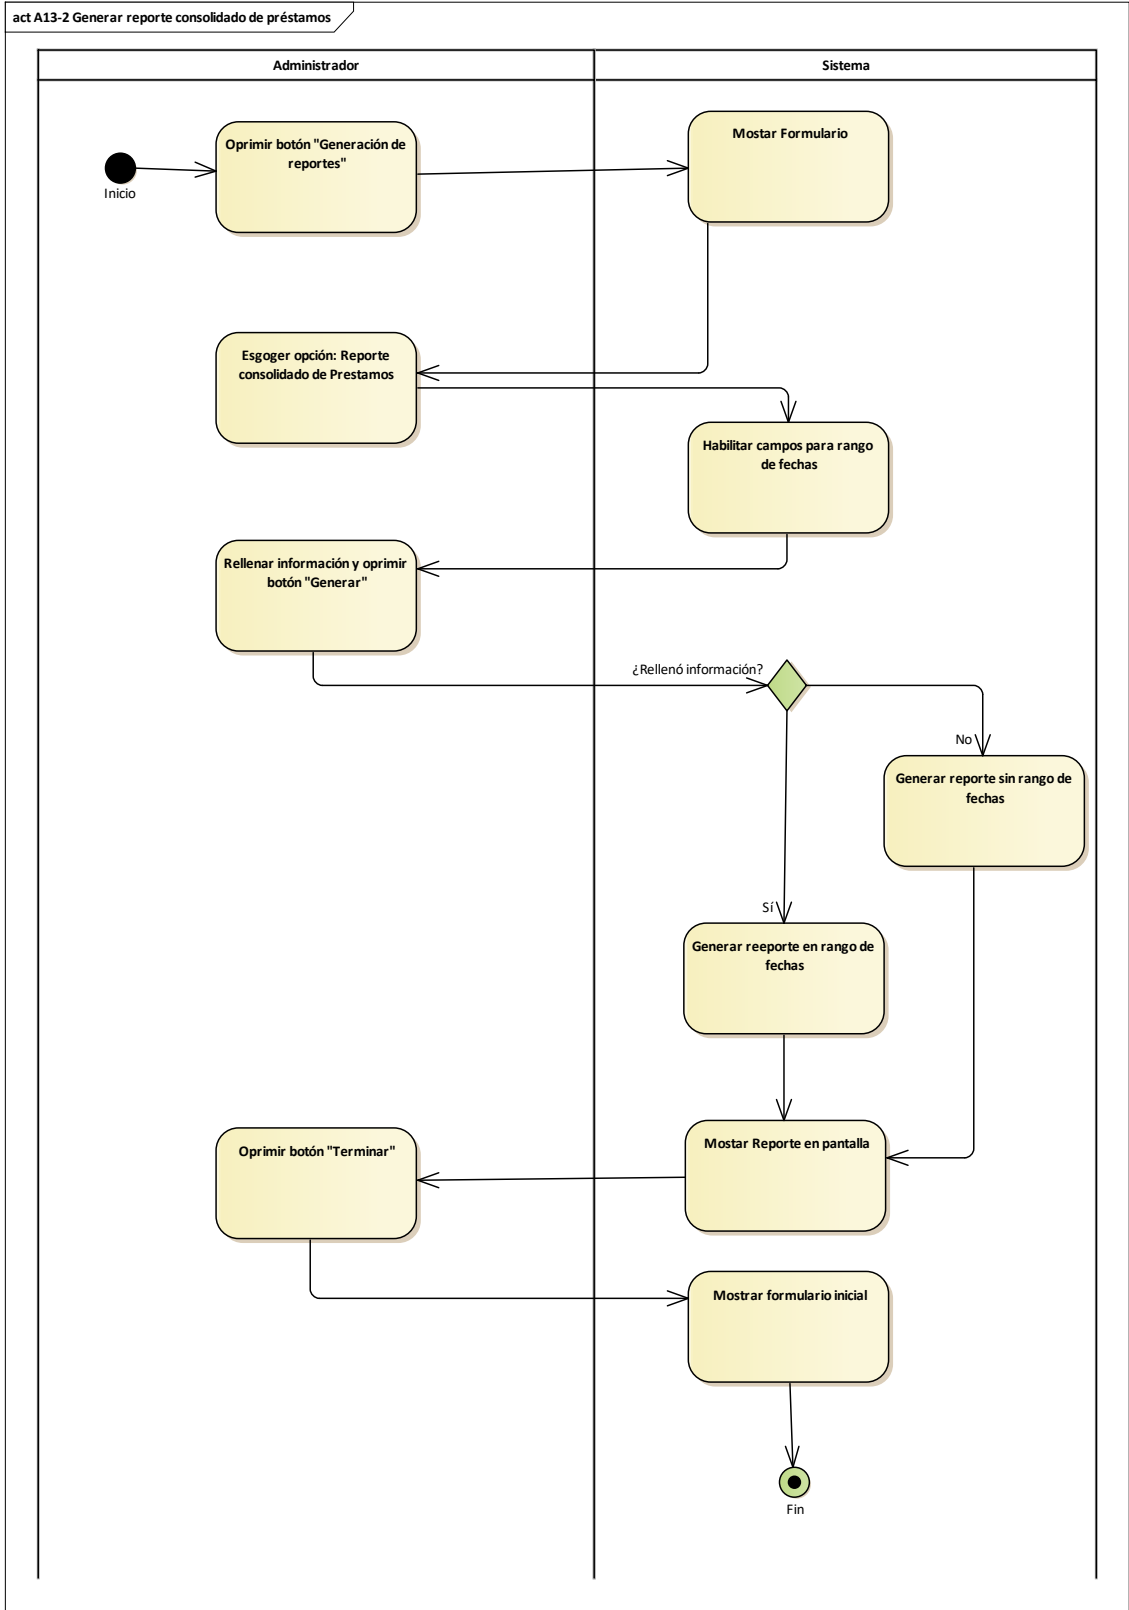 act A13-2 Generar reporte consolidado de préstamos
Administrador
Sistema
Oprimir botón "Generación de
reportes"
Mostar Formulario
Inicio
Esgoger opción: Reporte
consolidado de Prestamos
Habilitar campos para rango
de fechas
Rellenar información y oprimir
botón "Generar"
¿Rellenó información?
No
Generar reporte sin rango de
fechas
Sí
Generar reeporte en rango de
fechas
Mostar Reporte en pantalla
Oprimir botón "Terminar"
Mostrar formulario inicial
Fin